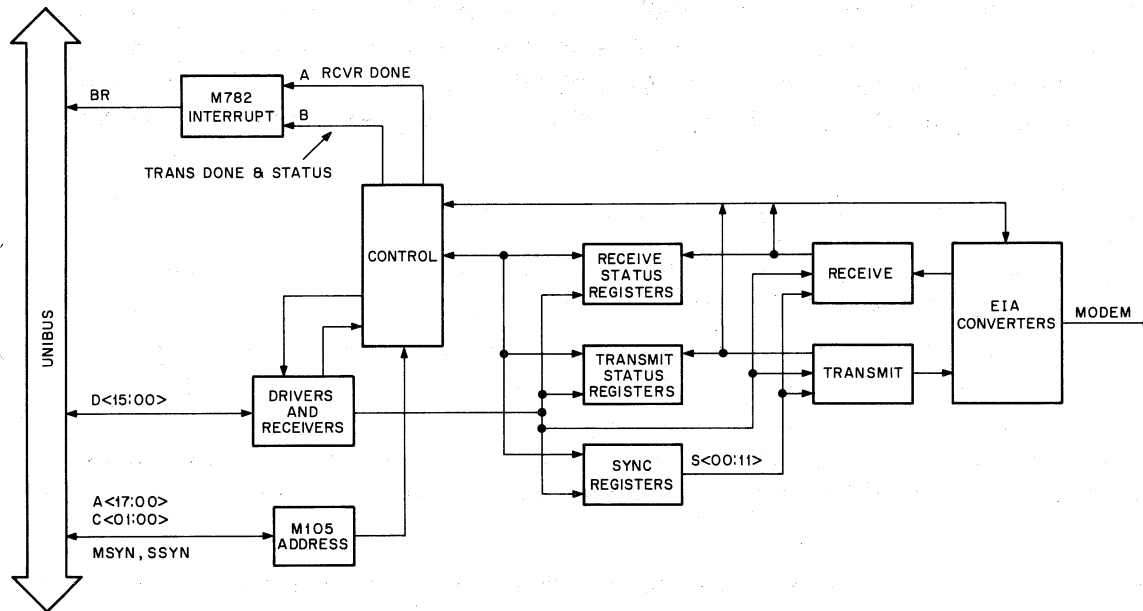 A RCVR DONE
BR
M782
INTERRUPT
B
TRANS DONE & STATUS
CONTROL
RECEIVE
STATUS
REGISTERS
RECEIVE
EIA
CONVERTERS
MODEM
UNIBUS
TRANSMIT
STATUS
REGISTERS
TRANSMIT
D<15:00>
DRIVERS
AND
RECEIVERS
SYNC
REGISTERS
S<00:11>
A<17:00>
C<01:00>
MSYN, SSYN
M105
ADDRESS